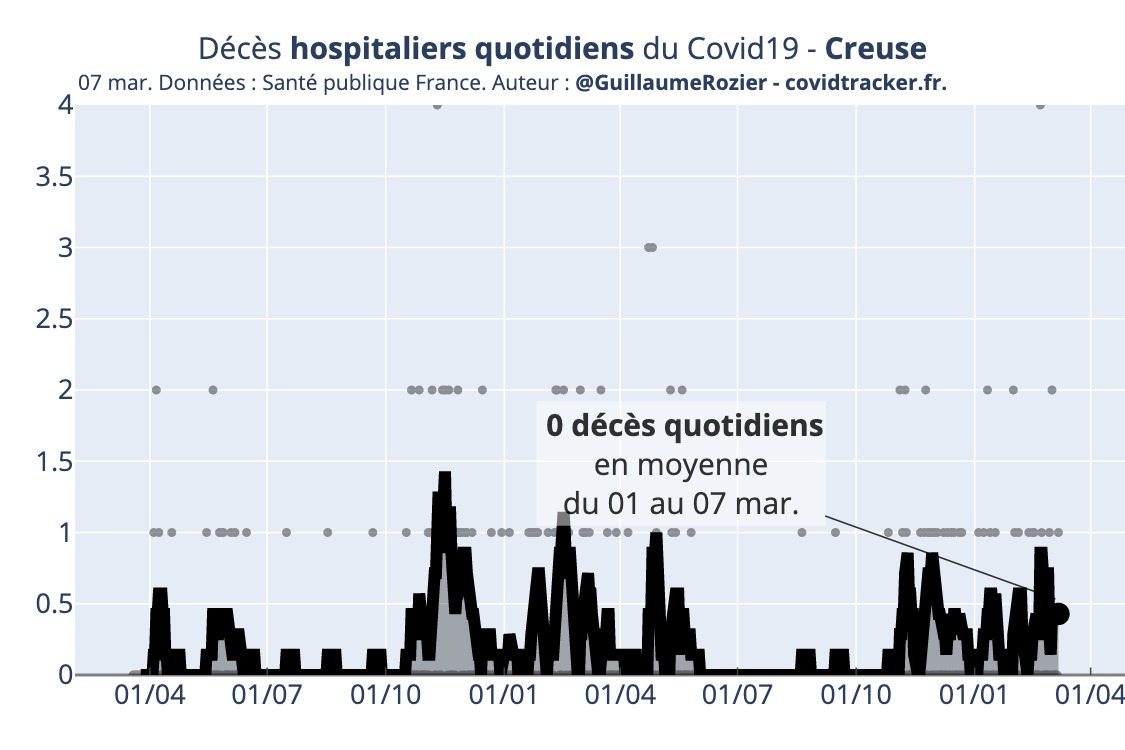 Décès hospitaliers quotidiens du Covid19 - Creuse
07 mar. Données : Santé publique France. Auteur : @GuillaumeRozier - covidtracker.fr.
4
3.5
3
2.5
2
1.5
1
0.5
0
0 décès quotidiens
en moyenne
du 01 au 07 mar.
01/04 01/07 01/10 01/01 01/04 01/07 01/10 01/01 01/04